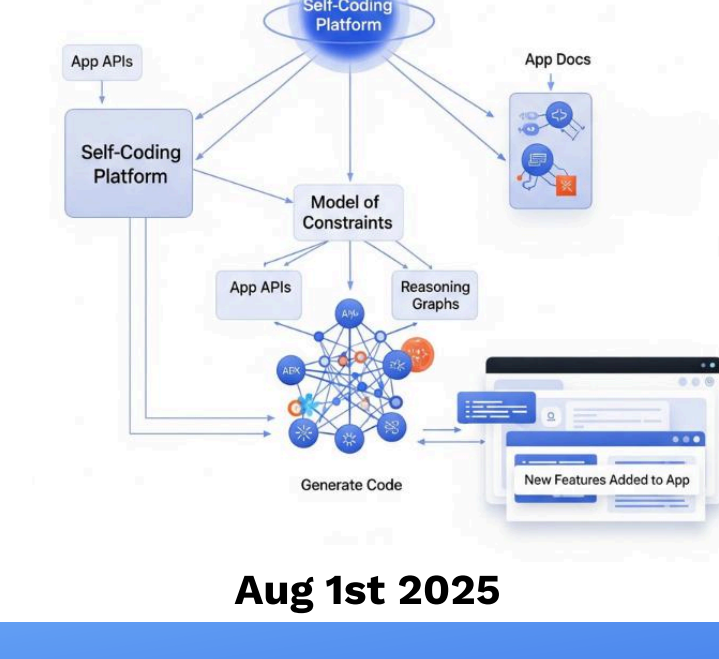 Self-Coding
Platform
App APIs
App Docs
Self-Coding
Platform
Model of
Constraints
App APIs
Reasoning
Graphs
Generate Code
New Features Added to App
Aug 1st 2025